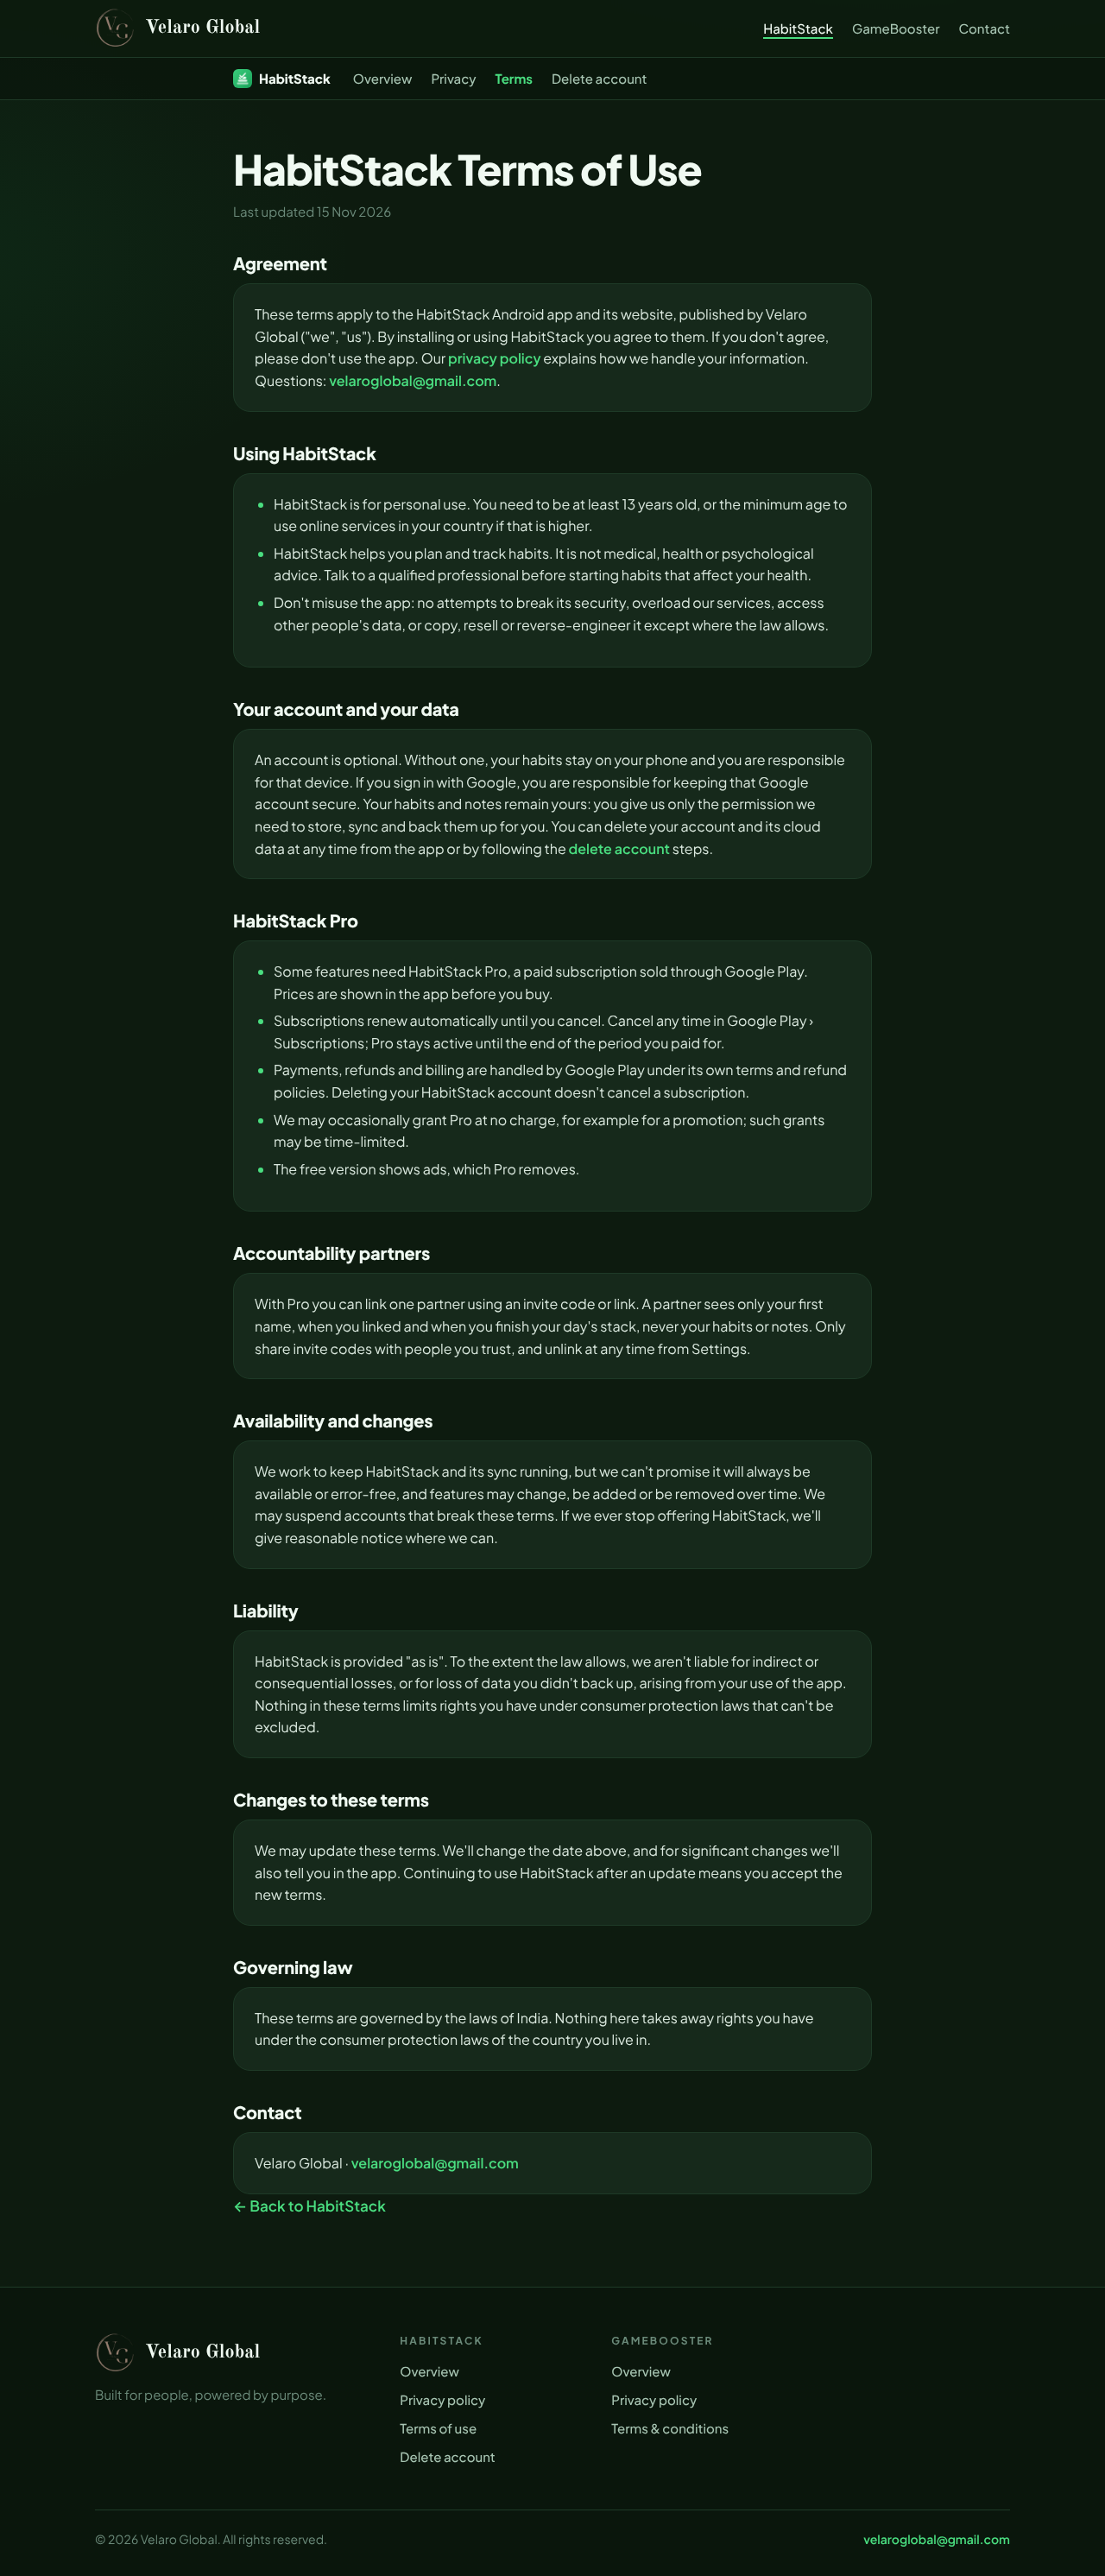 VG Velaro Global
HabitStack GameBooster Contact
HabitStack Overview Privacy Terms Delete account
HabitStack Terms of Use
Last updated 15 Nov 2026
Agreement
These terms apply to the HabitStack Android app and its website, published by Velaro
Global ("we", "us"). By installing or using HabitStack you agree to them. If you don't agree,
please don't use the app. Our privacy policy explains how we handle your information.
Questions: velaroglobal@gmail.com.
Using HabitStack
• HabitStack is for personal use. You need to be at least 13 years old, or the minimum age to
use online services in your country if that is higher.
• HabitStack helps you plan and track habits. It is not medical, health or psychological
advice. Talk to a qualified professional before starting habits that affect your health.
• Don't misuse the app: no attempts to break its security, overload our services, access
other people's data, or copy, resell or reverse-engineer it except where the law allows.
Your account and your data
An account is optional. Without one, your habits stay on your phone and you are responsible
for that device. If you sign in with Google, you are responsible for keeping that Google
account secure. Your habits and notes remain yours: you give us only the permission we
need to store, sync and back them up for you. You can delete your account and its cloud
data at any time from the app or by following the delete account steps.
HabitStack Pro
• Some features need HabitStack Pro, a paid subscription sold through Google Play.
Prices are shown in the app before you buy.
• Subscriptions renew automatically until you cancel. Cancel any time in Google Play ›
Subscriptions; Pro stays active until the end of the period you paid for.
• Payments, refunds and billing are handled by Google Play under its own terms and refund
policies. Deleting your HabitStack account doesn't cancel a subscription.
• We may occasionally grant Pro at no charge, for example for a promotion; such grants
may be time-limited.
• The free version shows ads, which Pro removes.
Accountability partners
With Pro you can link one partner using an invite code or link. A partner sees only your first
name, when you linked and when you finish your day's stack, never your habits or notes. Only
share invite codes with people you trust, and unlink at any time from Settings.
Availability and changes
We work to keep HabitStack and its sync running, but we can't promise it will always be
available or error-free, and features may change, be added or be removed over time. We
may suspend accounts that break these terms. If we ever stop offering HabitStack, we'll
give reasonable notice where we can.
Liability
HabitStack is provided "as is". To the extent the law allows, we aren't liable for indirect or
consequential losses, or for loss of data you didn't back up, arising from your use of the app.
Nothing in these terms limits rights you have under consumer protection laws that can't be
excluded.
Changes to these terms
We may update these terms. We'll change the date above, and for significant changes we'll
also tell you in the app. Continuing to use HabitStack after an update means you accept the
new terms.
Governing law
These terms are governed by the laws of India. Nothing here takes away rights you have
under the consumer protection laws of the country you live in.
Contact
Velaro Global · velaroglobal@gmail.com
← Back to HabitStack
VG Velaro Global
Built for people, powered by purpose.
HABITSTACK
Overview
Privacy policy
Terms of use
Delete account
GAMEBOOSTER
Overview
Privacy policy
Terms & conditions
© 2026 Velaro Global. All rights reserved.
velaroglobal@gmail.com